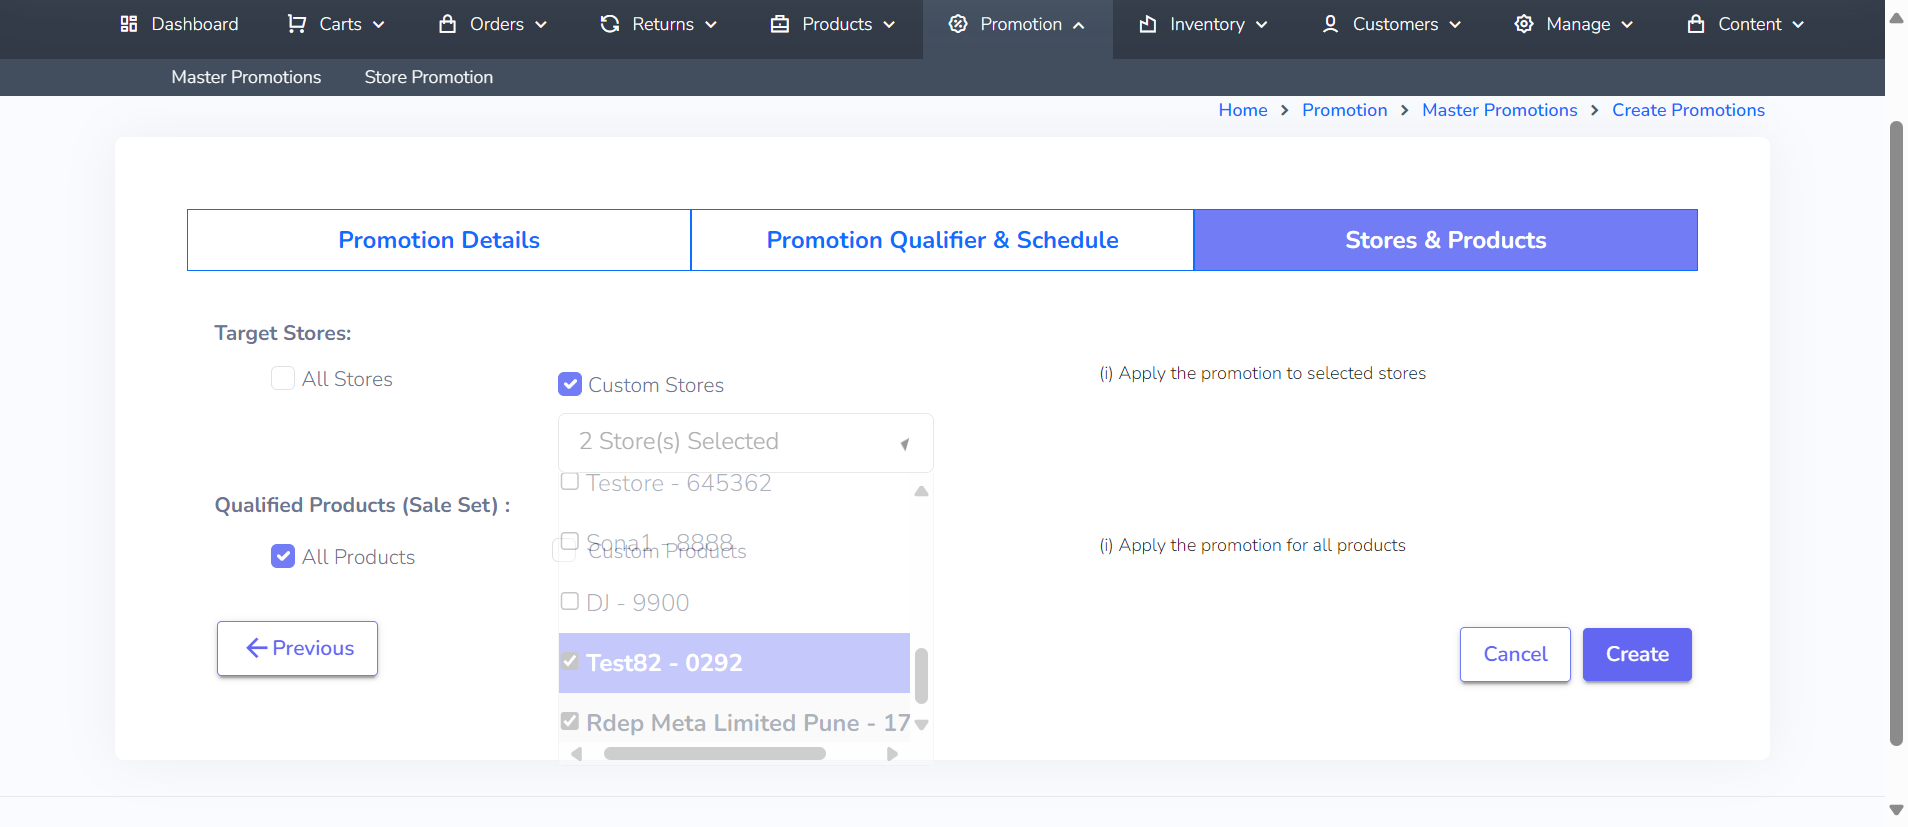 Dashboard Carts Orders Returns Products Promotion Inventory Customers Manage Content
Master Promotions Store Promotion
Home > Promotion > Master Promotions > Create Promotions
Promotion Details Promotion Qualifier & Schedule Stores & Products
Target Stores:
All Stores Custom Stores (i) Apply the promotion to selected stores
2 Store(s) Selected
Testore - 645362
Qualified Products (Sale Set) :
Sona1 - 8888
All Products Custom Products (i) Apply the promotion for all products
DJ - 9900
Previous Cancel Create
Test82 - 0292
Rdep Meta Limited Pune - 17